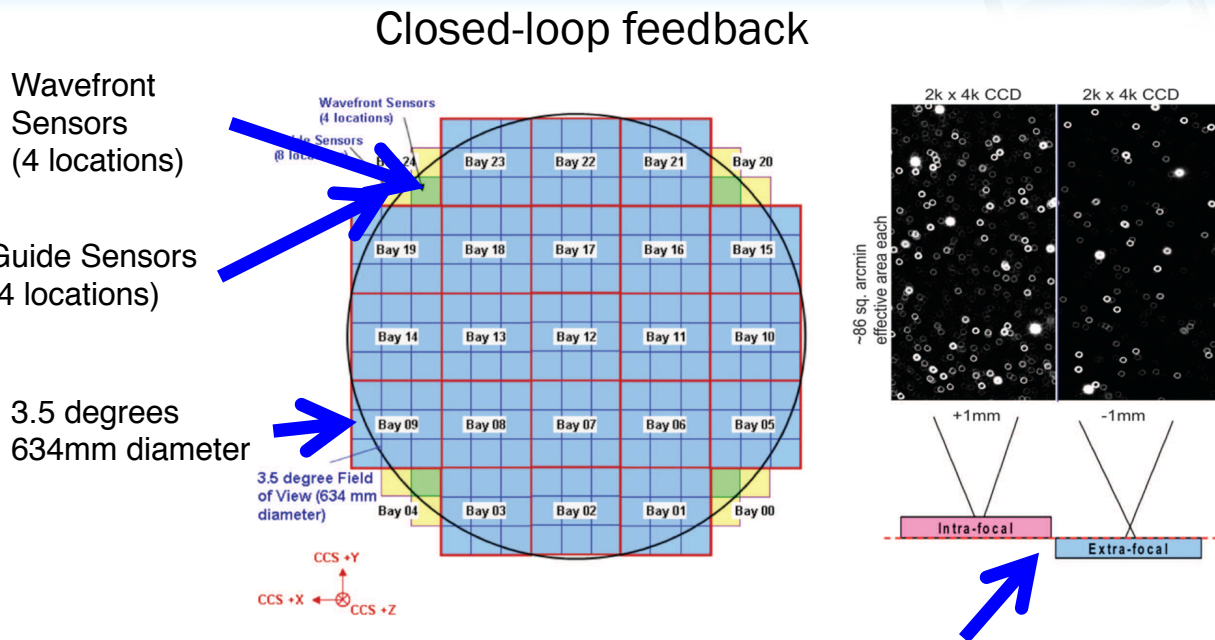 Closed-loop feedback
Wavefront
Sensors
(4 locations)
Guide Sensors
4 locations)
3.5 degrees
634mm diameter
Wavefront Sensors
(4 locations)
Sensors
(8
24
Bay 23
Bay 22
Bay 21
Bay 20
Bay 19
Bay 18
Bay 17
Bay 16
Bay 15
Bay 14
Bay 13
Bay 12
Bay 11
Bay 10
Bay 09
Bay 08
Bay 07
Bay 06
Bay 05
3.5 degree Field
of View (634 mm
diameter)
Bay 04
Bay 03
Bay 02
Bay 01
Bay 00
CCS +Y
CCS +X
CCS +Z
2k x 4k CCD
2k x 4k CCD
~86 sq. arcmin
effective area each
+1mm
-1mm
Intra-focal
Extra-focal